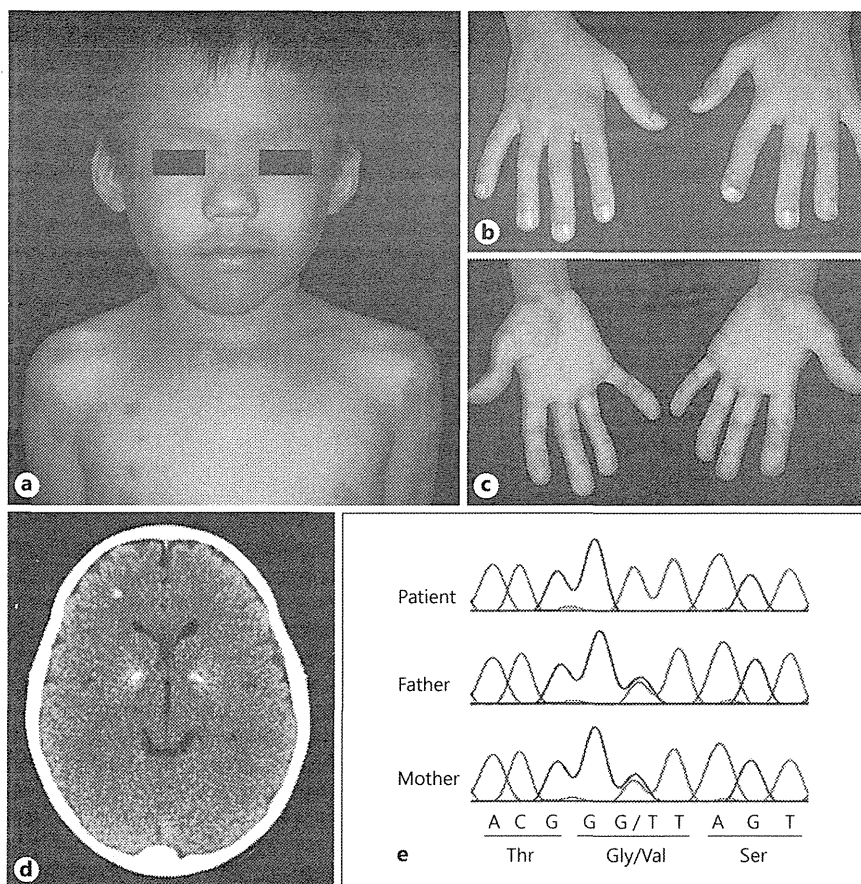 a
b
c
d
Patient
Father
Mother
A C G G G/T T A G T
Thr Gly/Val Ser
e